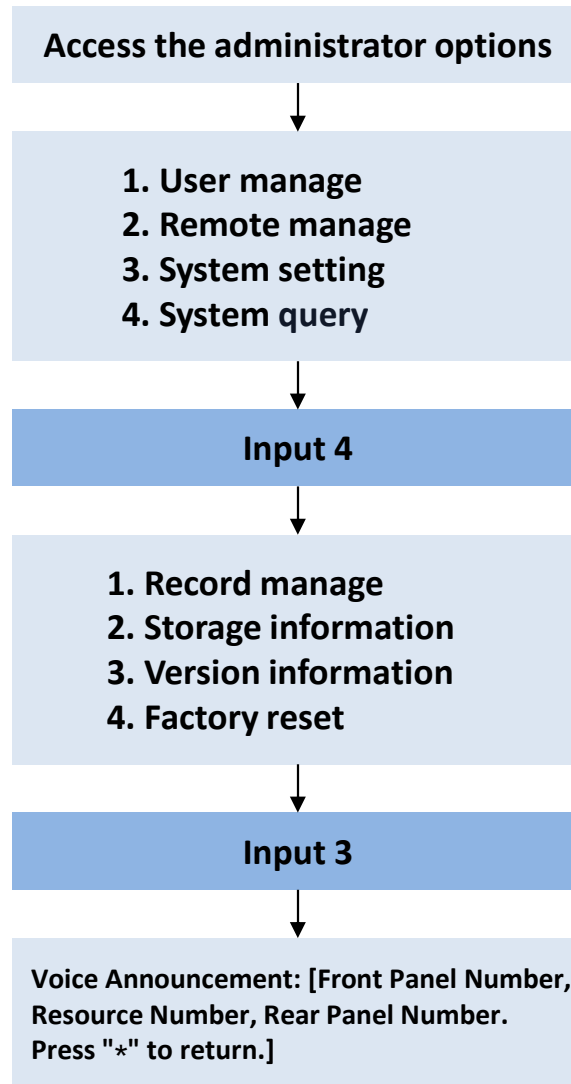 Access the administrator options
1. User manage
2. Remote manage
3. System setting
4. System query
Input 4
1. Record manage
2. Storage information
3. Version information
4. Factory reset
Input 3
Voice Announcement: [Front Panel Number,
Resource Number, Rear Panel Number.
Press "*" to return.]